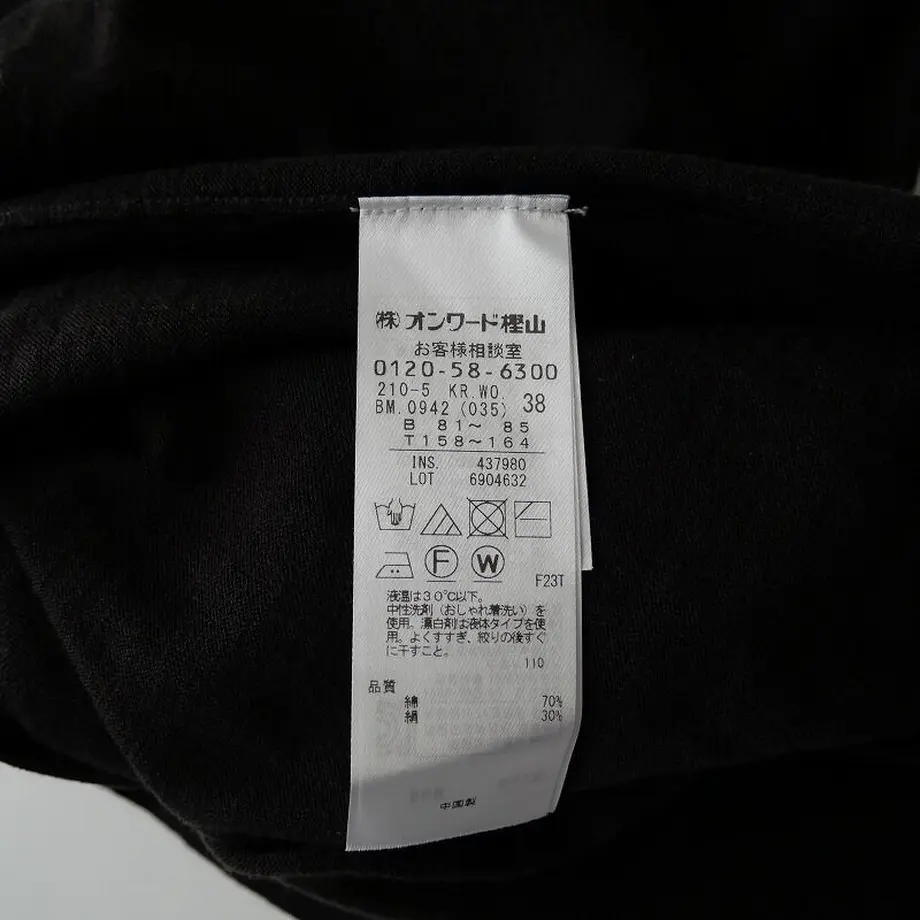 (株)オンワード樫山
お客様相談室
0120-58-6300
210-5 KR.WO.
BM.0942 (035) 38
B 81~ 85
T158~164
INS. 437980
LOT 6904632
F W
F23T
液温は30℃以下。
中性洗剤(おしゃれ着洗い)を
使用。漂白剤は液体タイプを使
用。よくすすぎ、絞りの後すぐ
に干すこと。
110
品質
綿 70%
絹 30%
中国製